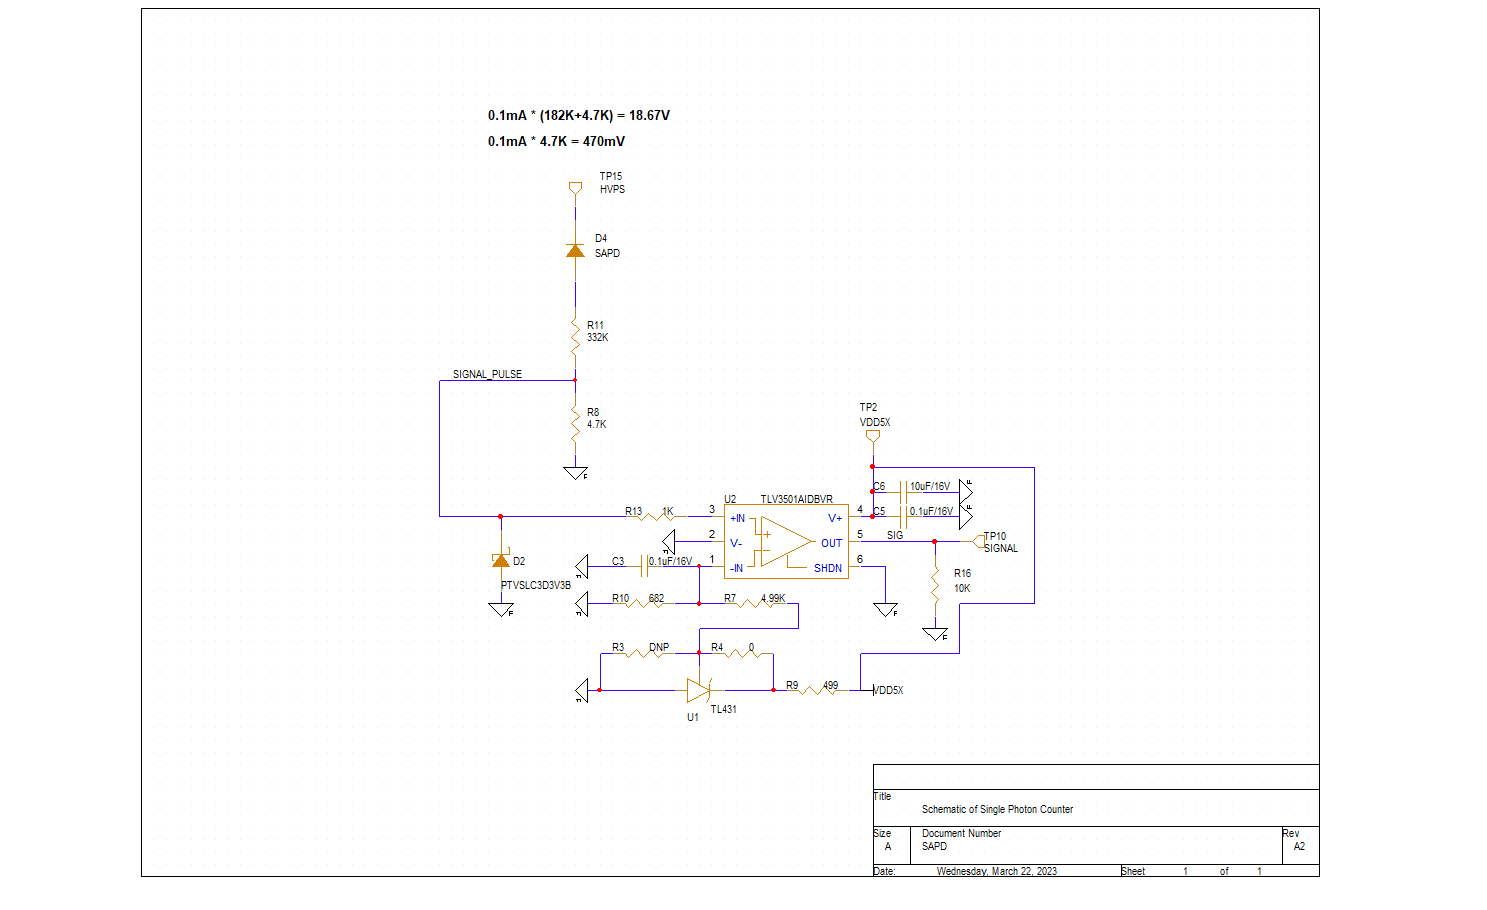 0.1mA * (182K+4.7K) = 18.67V
0.1mA * 4.7K = 470mV
TP15
HVPS
D4
SAPD
R11
332K
SIGNAL_PULSE
R8
4.7K
TP2
VDD5X
C6 10uF/16V
F
U2 TLV3501AIDBVR
R13 1K 3 +IN V+ 4 C5 0.1uF/16V
F
2 V- OUT 5 SIG TP10
SIGNAL
D2 C3 0.1uF/16V 1 -IN SHDN 6
PTVSLC3D3V3B
R16
10K
R10 682 R7 4.99K
F
F
F
F
F
F
F
R3 DNP R4 0
R9 499 VDD5X
F
TL431
U1
Title
Schematic of Single Photon Counter
Size Document Number Rev
A SAPD A2
Date: Wednesday, March 22, 2023 Sheet 1 of 1